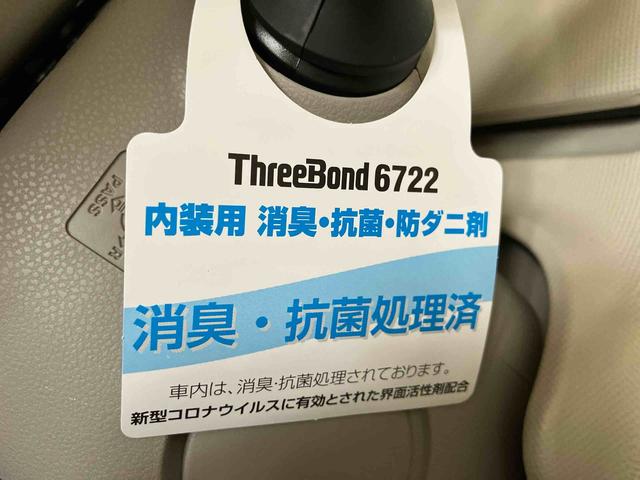 ThreeBond 6722
内装用 消臭・抗菌・防ダニ剤
消臭・抗菌処理済
車内は、消臭・抗菌処理されております。
新型コロナウイルスに有効とされた界面活性剤配合